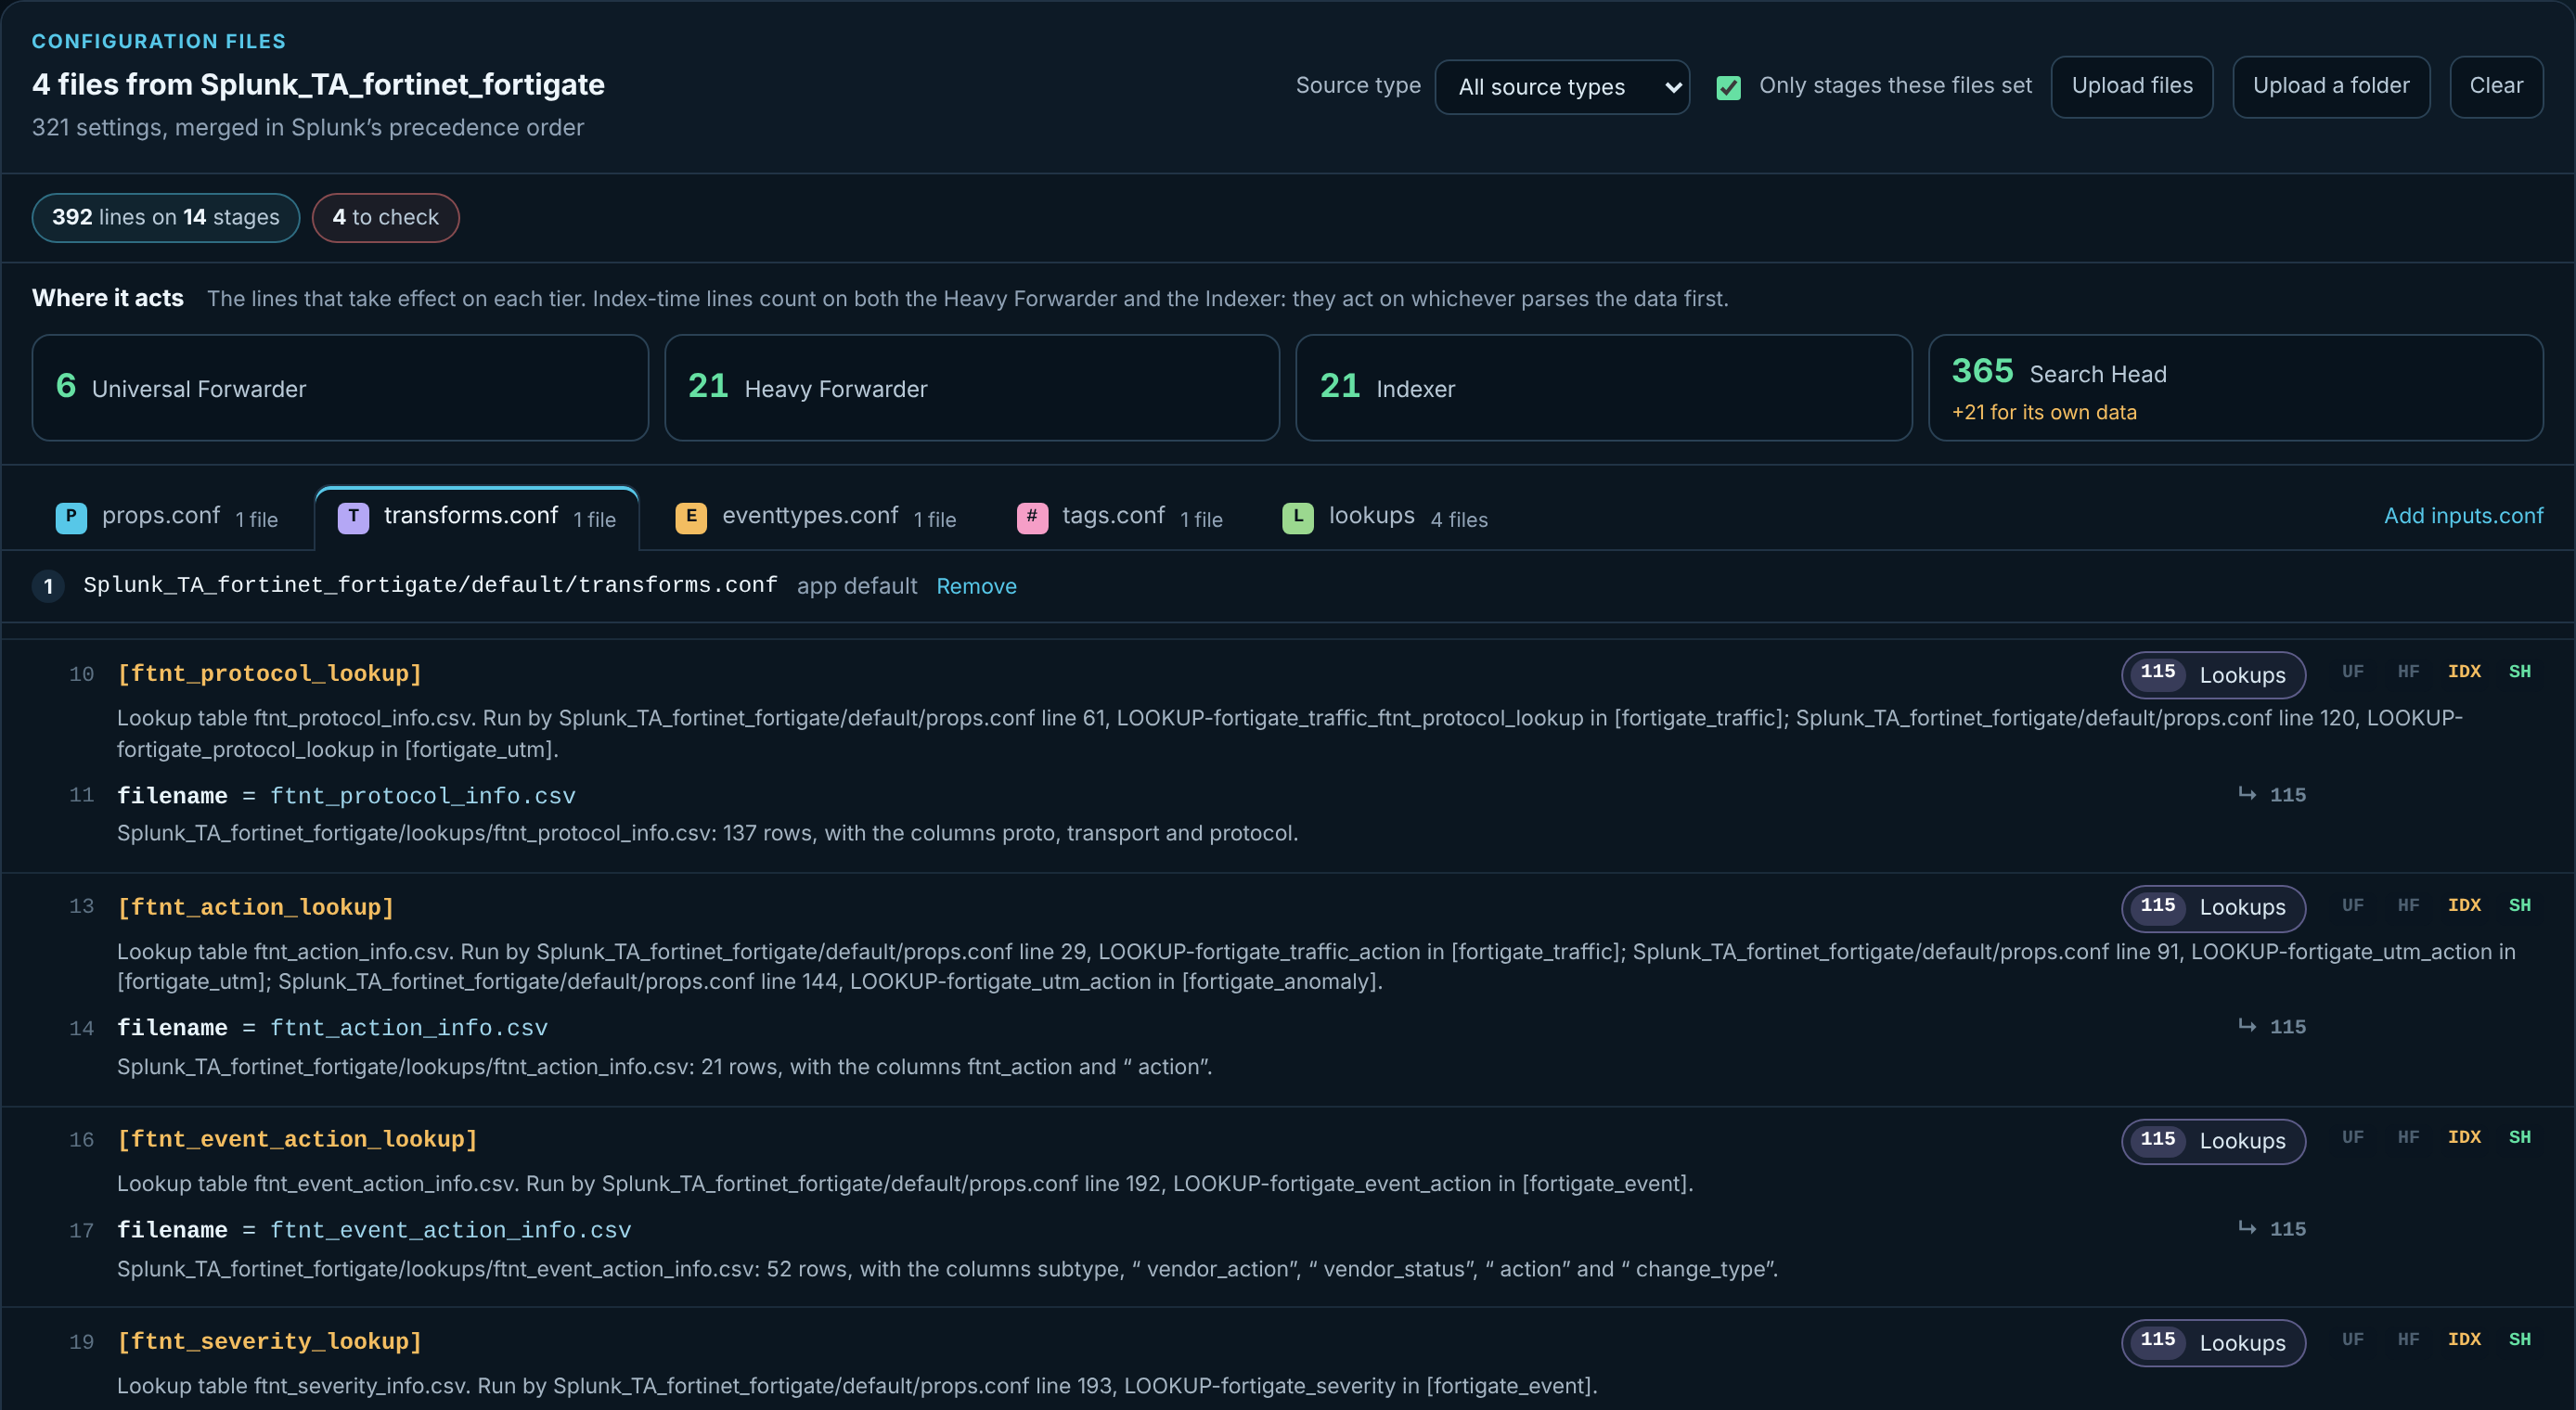 CONFIGURATION FILES
4 files from Splunk_TA_fortinet_fortigate
321 settings, merged in Splunk’s precedence order
Source type All source types Only stages these files set Upload files Upload a folder Clear
392 lines on 14 stages 4 to check
Where it acts The lines that take effect on each tier. Index-time lines count on both the Heavy Forwarder and the Indexer: they act on whichever parses the data first.
6 Universal Forwarder 21 Heavy Forwarder 21 Indexer 365 Search Head
+21 for its own data
P props.conf 1 file T transforms.conf 1 file E eventtypes.conf 1 file # tags.conf 1 file L lookups 4 files Add inputs.conf
1 Splunk_TA_fortinet_fortigate/default/transforms.conf app default Remove
10 [ftnt_protocol_lookup] 115 Lookups UF HF IDX SH
Lookup table ftnt_protocol_info.csv. Run by Splunk_TA_fortinet_fortigate/default/props.conf line 61, LOOKUP-fortigate_traffic_ftnt_protocol_lookup in [fortigate_traffic]; Splunk_TA_fortinet_fortigate/default/props.conf line 120, LOOKUP-
fortigate_protocol_lookup in [fortigate_utm].
11 filename = ftnt_protocol_info.csv ↳ 115
Splunk_TA_fortinet_fortigate/lookups/ftnt_protocol_info.csv: 137 rows, with the columns proto, transport and protocol.
13 [ftnt_action_lookup] 115 Lookups UF HF IDX SH
Lookup table ftnt_action_info.csv. Run by Splunk_TA_fortinet_fortigate/default/props.conf line 29, LOOKUP-fortigate_traffic_action in [fortigate_traffic]; Splunk_TA_fortinet_fortigate/default/props.conf line 91, LOOKUP-fortigate_utm_action in
[fortigate_utm]; Splunk_TA_fortinet_fortigate/default/props.conf line 144, LOOKUP-fortigate_utm_action in [fortigate_anomaly].
14 filename = ftnt_action_info.csv ↳ 115
Splunk_TA_fortinet_fortigate/lookups/ftnt_action_info.csv: 21 rows, with the columns ftnt_action and “ action”.
16 [ftnt_event_action_lookup] 115 Lookups UF HF IDX SH
Lookup table ftnt_event_action_info.csv. Run by Splunk_TA_fortinet_fortigate/default/props.conf line 192, LOOKUP-fortigate_event_action in [fortigate_event].
17 filename = ftnt_event_action_info.csv ↳ 115
Splunk_TA_fortinet_fortigate/lookups/ftnt_event_action_info.csv: 52 rows, with the columns subtype, “ vendor_action”, “ vendor_status”, “ action” and “ change_type”.
19 [ftnt_severity_lookup] 115 Lookups UF HF IDX SH
Lookup table ftnt_severity_info.csv. Run by Splunk_TA_fortinet_fortigate/default/props.conf line 193, LOOKUP-fortigate_severity in [fortigate_event].